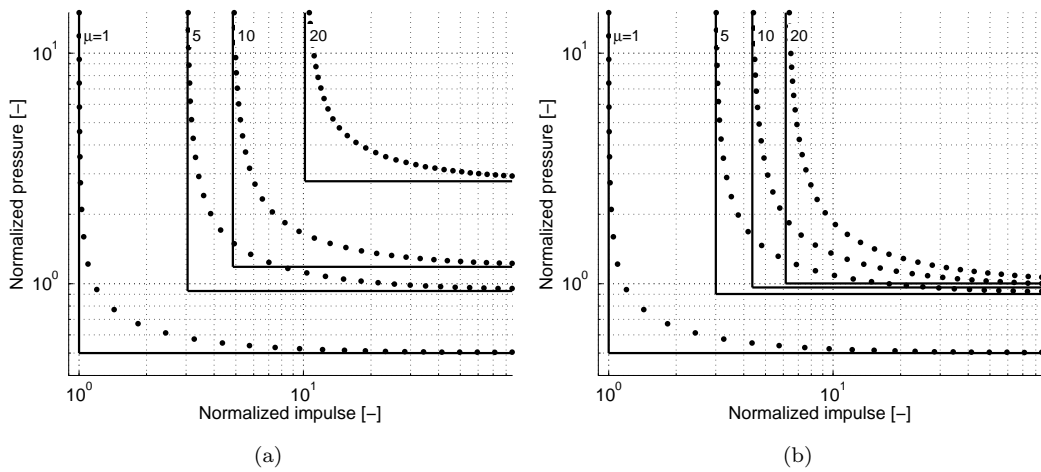 10¹
10⁰
Normalized pressure [−]
μ=1
5
10
20
10⁰
10¹
Normalized impulse [−]
(a)
10¹
10⁰
Normalized pressure [−]
μ=1
5
10
20
10⁰
10¹
Normalized impulse [−]
(b)